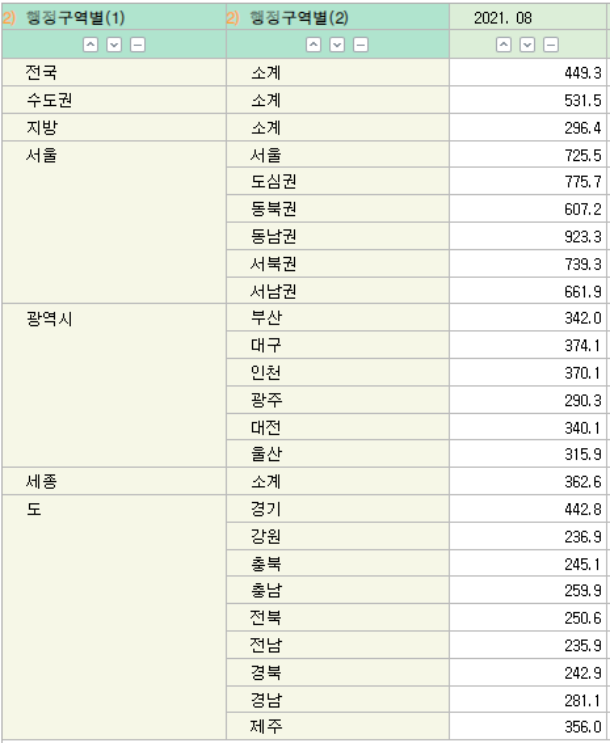 2) 행정구역별(1) 2) 행정구역별(2) 2021. 08
전국 소계 449.3
수도권 소계 531.5
지방 소계 296.4
서울 서울 725.5
도심권 775.7
동북권 607.2
동남권 923.3
서북권 739.3
서남권 661.9
광역시 부산 342.0
대구 374.1
인천 370.1
광주 290.3
대전 340.1
울산 315.9
세종 소계 362.6
도 경기 442.8
강원 236.9
충북 245.1
충남 259.9
전북 250.6
전남 235.9
경북 242.9
경남 281.1
제주 356.0